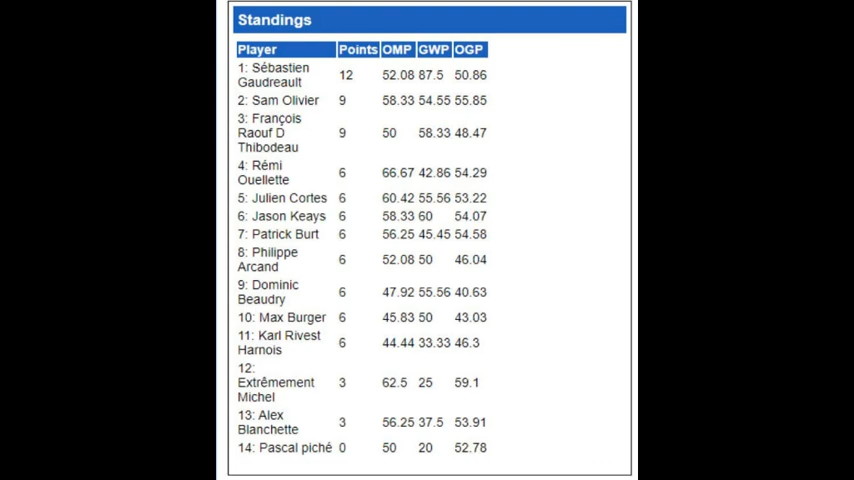 Standings
Player Points OMP GWP OGP
1: Sébastien
Gaudreault 12 52.08 87.5 50.86
2: Sam Olivier 9 58.33 54.55 55.85
3: François
Raouf D
Thibodeau 9 50 58.33 48.47
4: Rémi
Ouellette 6 66.67 42.86 54.29
5: Julien Cortes 6 60.42 55.56 53.22
6: Jason Keays 6 58.33 60 54.07
7: Patrick Burt 6 56.25 45.45 54.58
8: Philippe
Arcand 6 52.08 50 46.04
9: Dominic
Beaudry 6 47.92 55.56 40.63
10: Max Burger 6 45.83 50 43.03
11: Karl Rivest
Harnois 6 44.44 33.33 46.3
12:
Extrêmement
Michel 3 62.5 25 59.1
13: Alex
Blanchette 3 56.25 37.5 53.91
14: Pascal piché 0 50 20 52.78